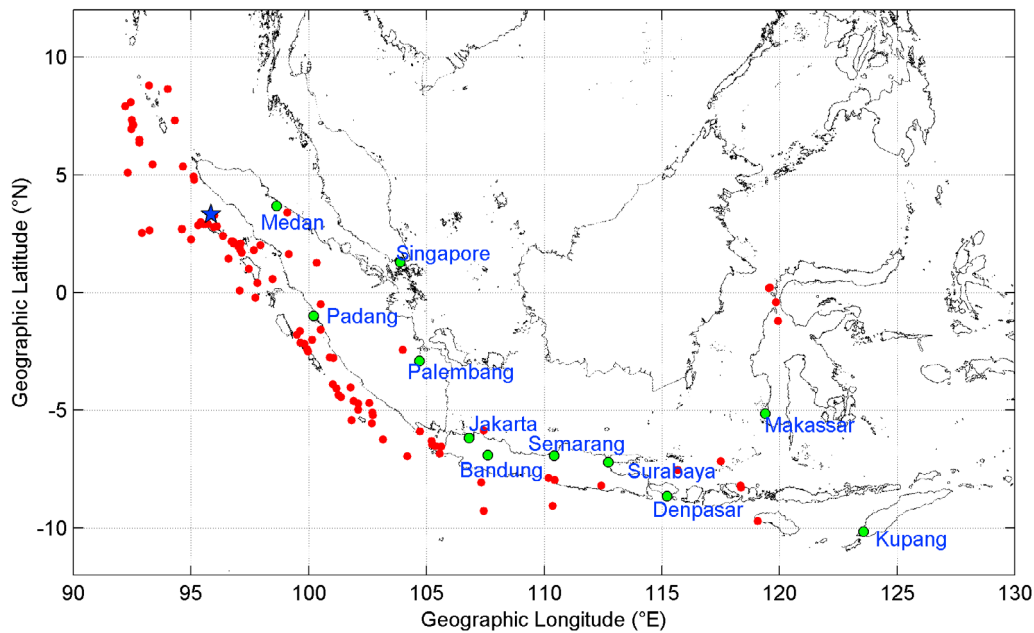 10
5
0
-5
-10
Geographic Latitude (°N)
Medan
Singapore
Padang
Palembang
Jakarta
Semarang
Makassar
Bandung
Surabaya
Denpasar
Kupang
90 95 100 105 110 115 120 125 130
Geographic Longitude (°E)